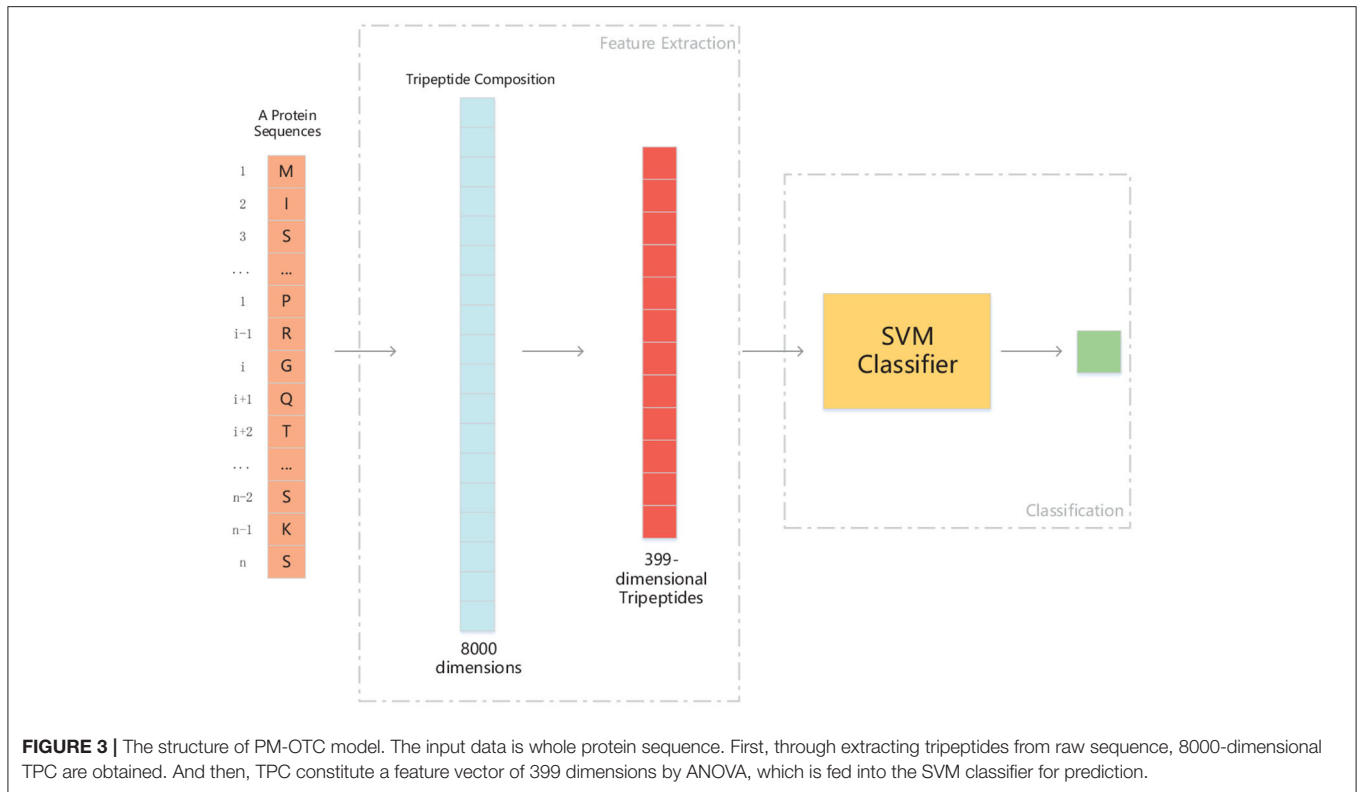 Feature Extraction
Tripeptide Composition
A Protein
Sequences
1 M
2 I
3 S
... ...
1 P
i-1 R
i G
i+1 Q
i+2 T
... ...
n-2 S
n-1 K
n S
8000
dimensions
399-
dimensional
Tripeptides
SVM
Classifier
Classification
FIGURE 3 | The structure of PM-OTC model. The input data is whole protein sequence. First, through extracting tripeptides from raw sequence, 8000-dimensional
TPC are obtained. And then, TPC constitute a feature vector of 399 dimensions by ANOVA, which is fed into the SVM classifier for prediction.